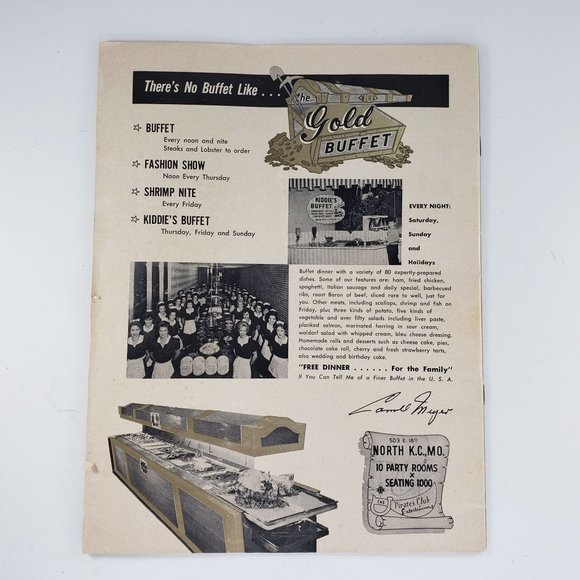 There's No Buffet Like . . .
the
Gold
BUFFET
☆ BUFFET
Every noon and nite
Steaks and Lobster to order
☆ FASHION SHOW
Noon Every Thursday
☆ SHRIMP NITE
Every Friday
☆ KIDDIE'S BUFFET
Thursday, Friday and Sunday
KIDDIE'S
BUFFET
EVERY NIGHT:
Saturday,
Sunday
and
Holidays
Buffet dinner with a variety of 80 expertly-prepared
dishes. Some of our features are: ham, fried chicken,
spaghetti, Italian sausage and daily special, barbecued
ribs, roast Baron of beef, sliced rare to well, just for
you. Other meats, including scallops, shrimp and fish on
Friday, plus three kinds of potato, five kinds of
vegetable and over fifty salads including liver paste,
planked salmon, marinated herring in sour cream,
waldorf salad with whipped cream, bleu cheese dressing.
Homemade rolls and desserts such as cheese cake, pies,
chocolate cake roll, cherry and fresh strawberry tarts,
also wedding and birthday cake.
"FREE DINNER . . . . . . For the Family"
If You Can Tell Me of a Finer Buffet in the U. S. A.
Meyer
503 E. 18th
NORTH K.C., MO.
10 PARTY ROOMS
SEATING 1000
THE
Pirates Club
Entertainment